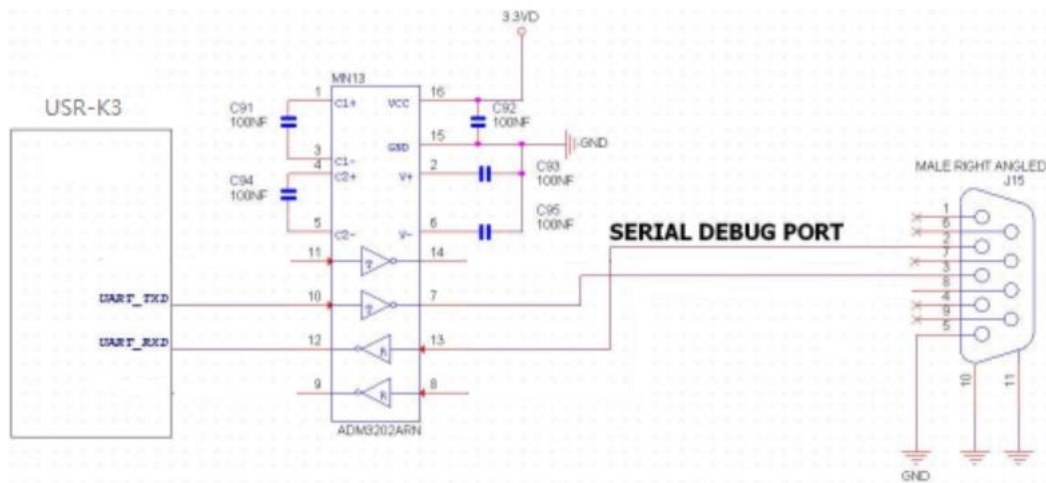 3.3VD
MN13
USR-K3
1 C1+ VCC 16
C91
100NF
C92
100NF
GND 15
GND
3 C1-
4 C2+ V+ 2
C93
100NF
C94
100NF
5 C2- V- 6
C95
100NF
11 T 14
UART_TXD 10 T 7
UART_RXD 12 R 13
9 R 8
ADM3202ARN
SERIAL DEBUG PORT
MALE RIGHT ANGLED
J15
1
6
2
7
3
8
4
9
5
10
11
GND